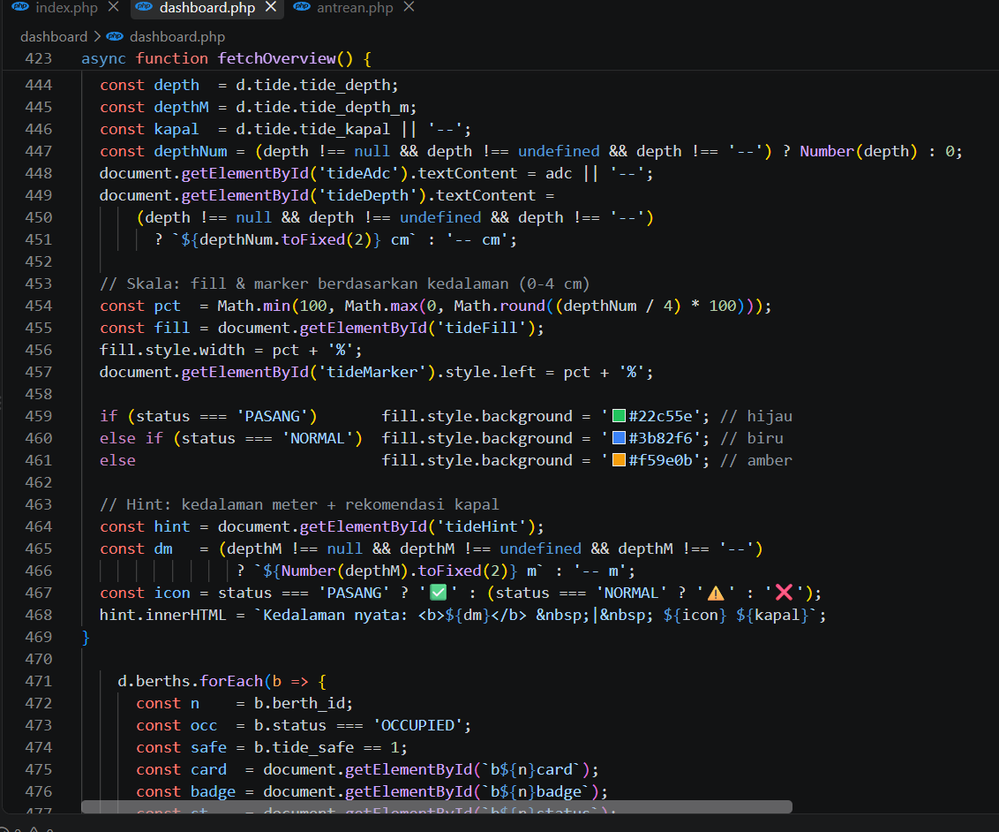 index.php × dashboard.php × antrean.php ×
dashboard > dashboard.php
423 async function fetchOverview() {
444 const depth  = d.tide.tide_depth;
445 const depthM = d.tide.tide_depth_m;
446 const kapal  = d.tide.tide_kapal || '--';
447 const depthNum = (depth !== null && depth !== undefined && depth !== '--') ? Number(depth) : 0;
448 document.getElementById('tideAdc').textContent = adc || '--';
449 document.getElementById('tideDepth').textContent =
450     (depth !== null && depth !== undefined && depth !== '--')
451       ? `${depthNum.toFixed(2)} cm` : '-- cm';
452
453 // Skala: fill & marker berdasarkan kedalaman (0-4 cm)
454 const pct  = Math.min(100, Math.max(0, Math.round((depthNum / 4) * 100)));
455 const fill = document.getElementById('tideFill');
456 fill.style.width = pct + '%';
457 document.getElementById('tideMarker').style.left = pct + '%';
458
459 if (status === 'PASANG')       fill.style.background = '#22c55e'; // hijau
460 else if (status === 'NORMAL')  fill.style.background = '#3b82f6'; // biru
461 else                           fill.style.background = '#f59e0b'; // amber
462
463 // Hint: kedalaman meter + rekomendasi kapal
464 const hint = document.getElementById('tideHint');
465 const dm   = (depthM !== null && depthM !== undefined && depthM !== '--')
466                ? `${Number(depthM).toFixed(2)} m` : '-- m';
467 const icon = status === 'PASANG' ? '✅' : (status === 'NORMAL' ? '⚠️' : '❌');
468 hint.innerHTML = `Kedalaman nyata: <b>${dm}</b> &nbsp;|&nbsp; ${icon} ${kapal}`;
469 }
470
471   d.berths.forEach(b => {
472     const n    = b.berth_id;
473     const occ  = b.status === 'OCCUPIED';
474     const safe = b.tide_safe == 1;
475     const card  = document.getElementById(`b${n}card`);
476     const badge = document.getElementById(`b${n}badge`);
477     const st    = document.getElementById(`b${n}status`);